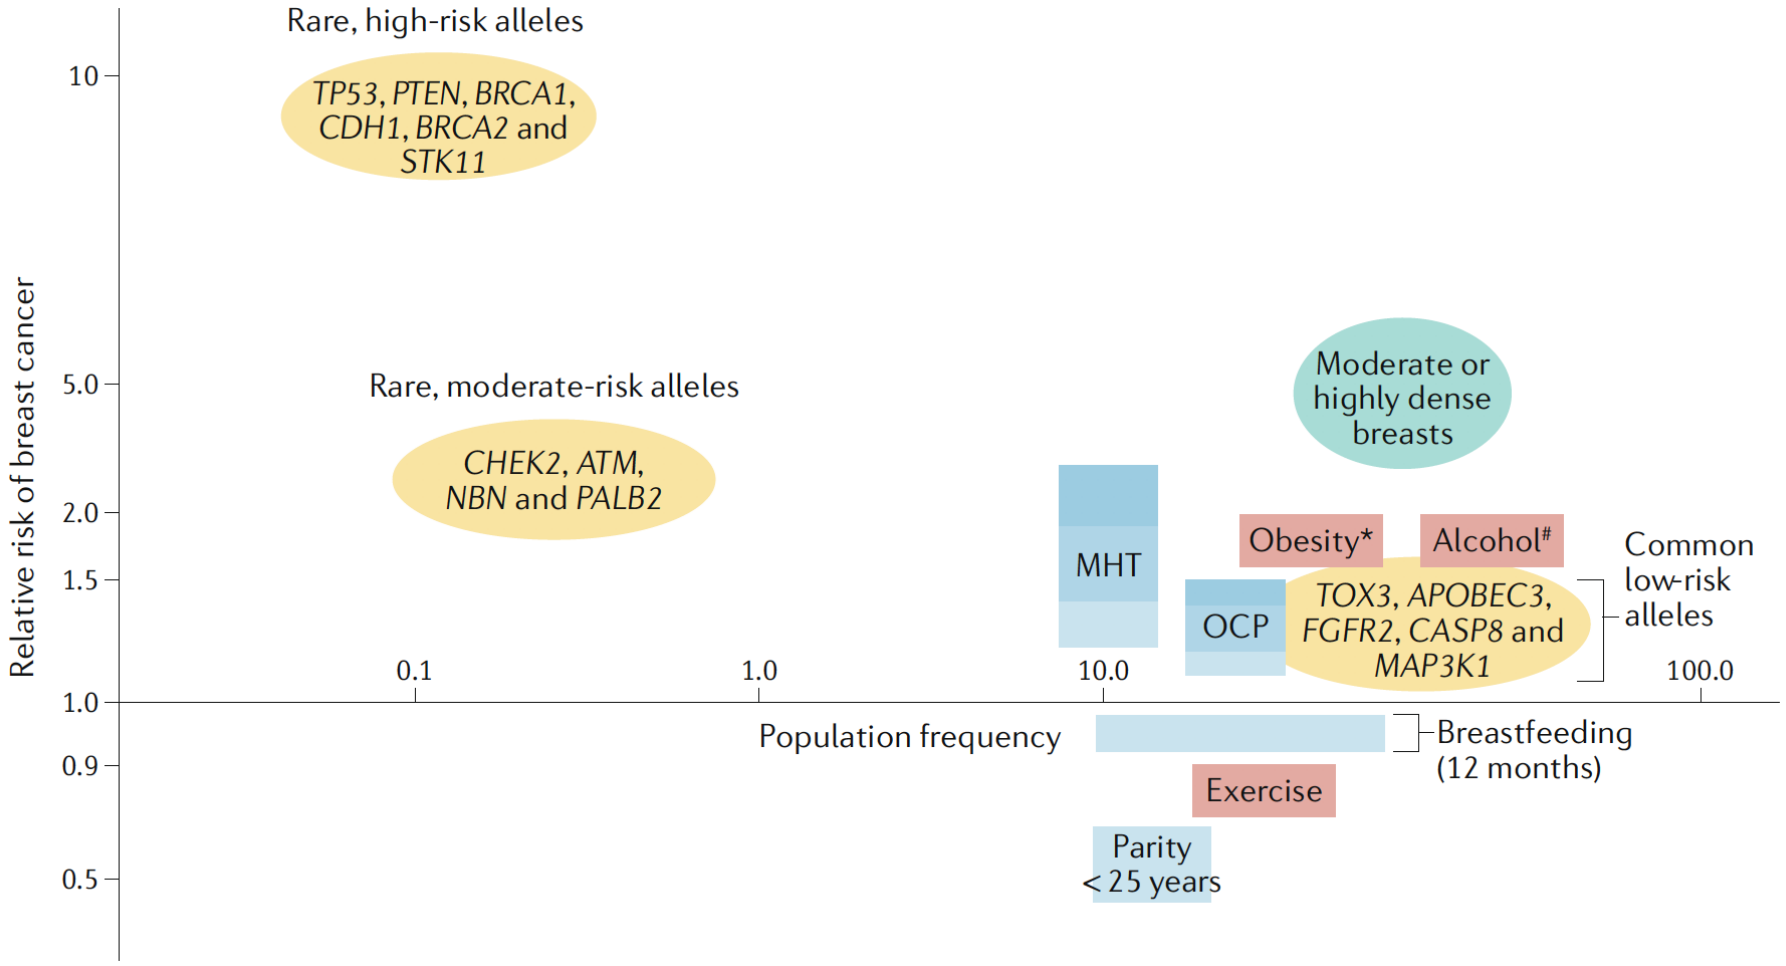 Rare, high-risk alleles
10
TP53, PTEN, BRCA1,
CDH1, BRCA2 and
STK11
Relative risk of breast cancer
5.0
Rare, moderate-risk alleles
CHEK2, ATM,
NBN and PALB2
Moderate or
highly dense
breasts
2.0
MHT
Obesity*
Alcohol#
Common
low-risk
alleles
1.5
OCP
TOX3, APOBEC3,
FGFR2, CASP8 and
MAP3K1
0.1
1.0
10.0
100.0
1.0
Population frequency
Breastfeeding
(12 months)
0.9
Exercise
Parity
< 25 years
0.5